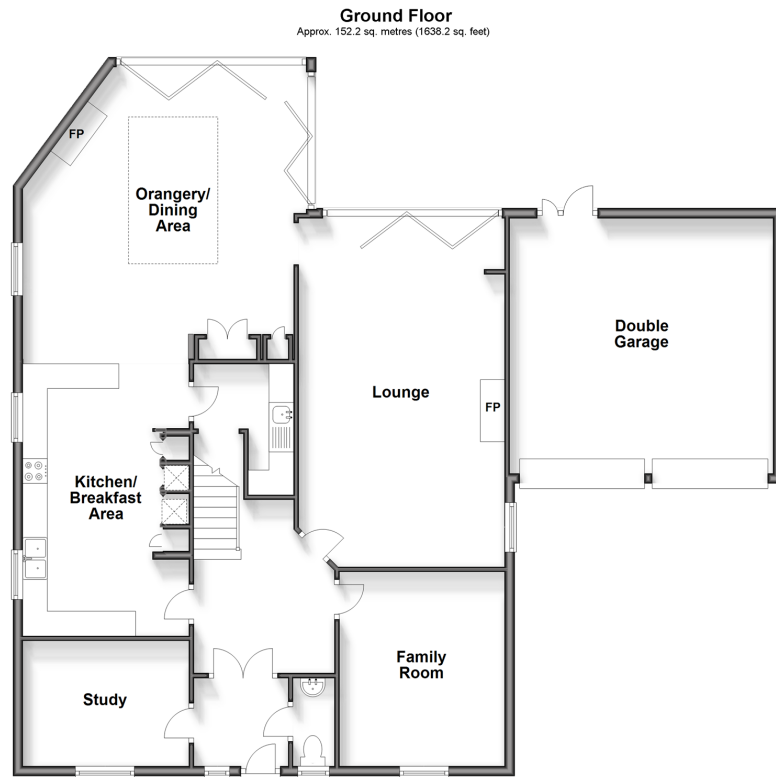 Ground Floor
Approx. 152.2 sq. metres (1638.2 sq. feet)
FP
Orangery/
Dining
Area
Double
Garage
Lounge
FP
Kitchen/
Breakfast
Area
Family
Room
Study